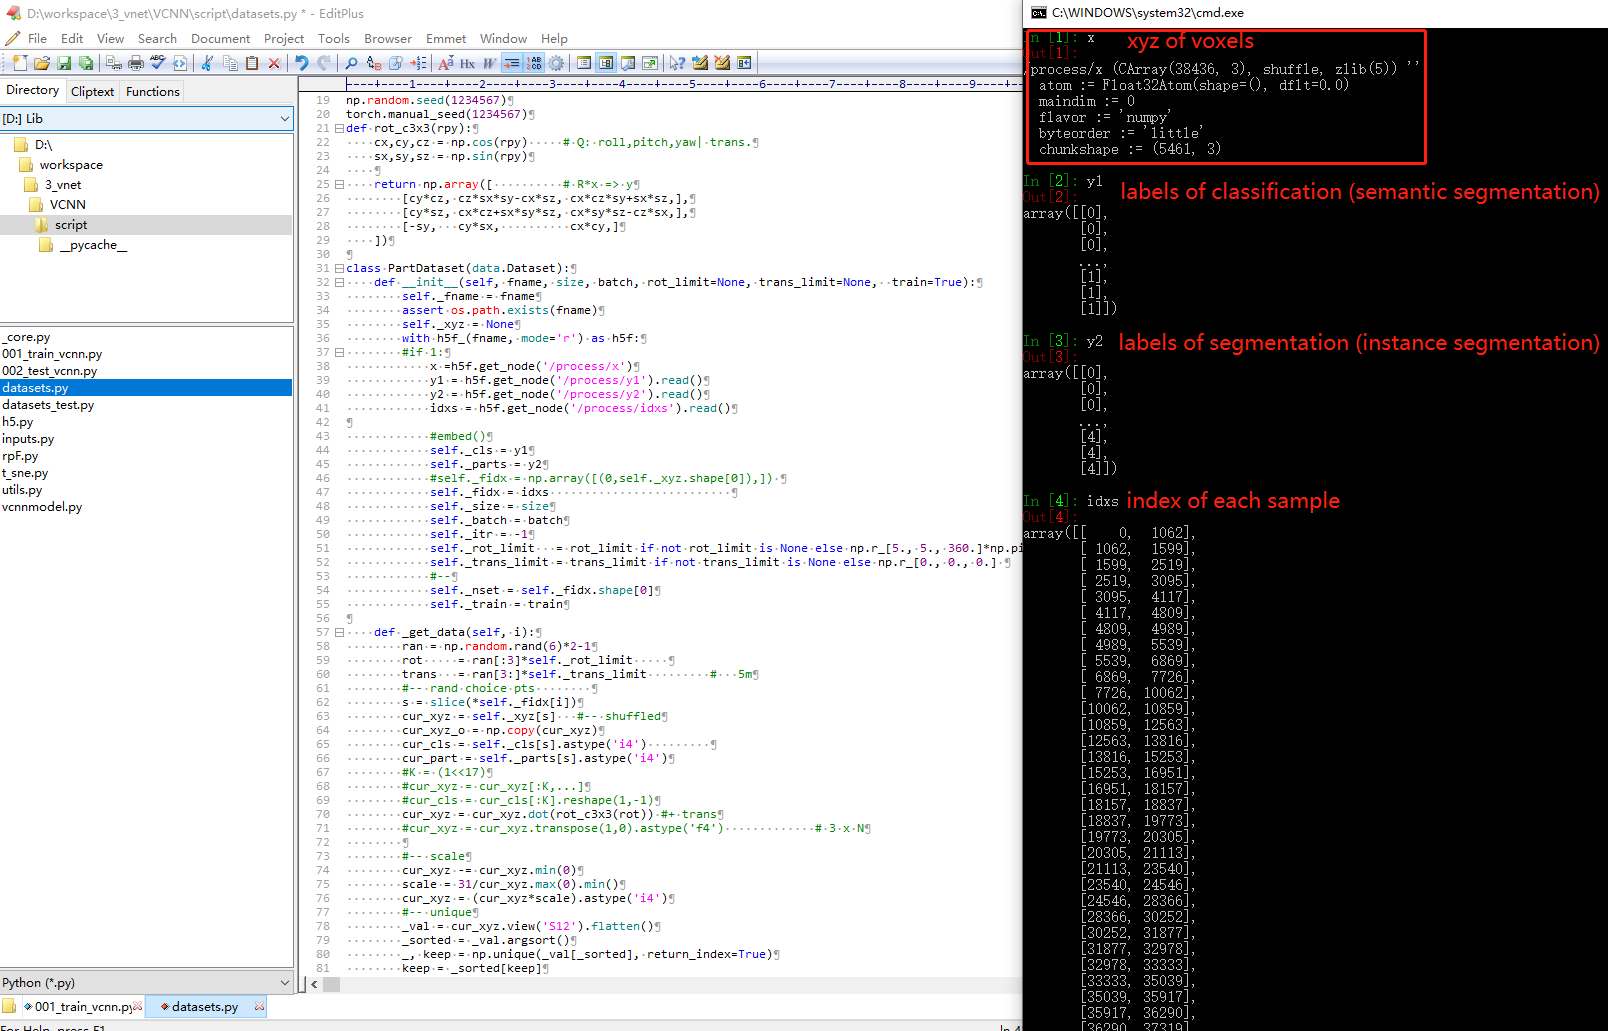 D:\workspace\3_vnet\VCNN\script\datasets.py * - EditPlus
File Edit View Search Document Project Tools Browser Emmet Window Help
Directory Cliptext Functions
[D:] Lib
D:\
workspace
3_vnet
VCNN
script
__pycache__
_core.py
001_train_vcnn.py
002_test_vcnn.py
datasets.py
datasets_test.py
h5.py
inputs.py
rpF.py
t_sne.py
utils.py
vcnnmodel.py
Python (*.py)
001_train_vcnn.py datasets.py
For Help, press F1
----+----1----+----2----+----3----+----4----+----5----+----6----+----7----+----8----+----9----+--
19 np.random.seed(1234567)¶
20 torch.manual_seed(1234567)¶
21 def rot_c3x3(rpy):¶
22 cx,cy,cz = np.cos(rpy) # Q: roll,pitch,yaw| trans.¶
23 sx,sy,sz = np.sin(rpy)¶
24 ¶
25 return np.array([ # R*x => y¶
26 [cy*cz, cz*sx*sy-cx*sz, cx*cz*sy+sx*sz,],¶
27 [cy*sz, cx*cz+sx*sy*sz, cx*sy*sz-cz*sx,],¶
28 [-sy, cy*sx, cx*cy,]¶
29 ])¶
30 ¶
31 class PartDataset(data.Dataset):¶
32 def __init__(self, fname, size, batch, rot_limit=None, trans_limit=None, train=True):¶
33 self._fname = fname¶
34 assert os.path.exists(fname)¶
35 self._xyz = None¶
36 with h5f_(fname, mode='r') as h5f:¶
37 #if 1:¶
38 x =h5f.get_node('/process/x')¶
39 y1 = h5f.get_node('/process/y1').read()¶
40 y2 = h5f.get_node('/process/y2').read()¶
41 idxs = h5f.get_node('/process/idxs').read()¶
42 ¶
43 #embed()¶
44 self._cls = y1¶
45 self._parts = y2¶
46 #self._fidx = np.array([(0,self._xyz.shape[0]),]) ¶
47 self._fidx = idxs ¶
48 self._size = size¶
49 self._batch = batch¶
50 self._itr = -1¶
51 self._rot_limit = rot_limit if not rot_limit is None else np.r_[5., 5., 360.]*np.pi
52 self._trans_limit = trans_limit if not trans_limit is None else np.r_[0., 0., 0.] ¶
53 #--¶
54 self._nset = self._fidx.shape[0]¶
55 self._train = train¶
56 ¶
57 def _get_data(self, i):¶
58 ran = np.random.rand(6)*2-1¶
59 rot = ran[:3]*self._rot_limit ¶
60 trans = ran[3:]*self._trans_limit # 5m¶
61 #-- rand choice pts ¶
62 s = slice(*self._fidx[i])¶
63 cur_xyz = self._xyz[s] #-- shuffled¶
64 cur_xyz_o = np.copy(cur_xyz)¶
65 cur_cls = self._cls[s].astype('i4') ¶
66 cur_part = self._parts[s].astype('i4')¶
67 #K = (1<<17)¶
68 #cur_xyz = cur_xyz[:K,...]¶
69 #cur_cls = cur_cls[:K].reshape(1,-1)¶
70 cur_xyz = cur_xyz.dot(rot_c3x3(rot)) #+ trans¶
71 #cur_xyz = cur_xyz.transpose(1,0).astype('f4') # 3 x N¶
72 ¶
73 #-- scale¶
74 cur_xyz -= cur_xyz.min(0)¶
75 scale = 31/cur_xyz.max(0).min()¶
76 cur_xyz = (cur_xyz*scale).astype('i4')¶
77 #-- unique¶
78 _val = cur_xyz.view('S12').flatten()¶
79 _sorted = _val.argsort()¶
80 _, keep = np.unique(_val[_sorted], return_index=True)¶
81 keep = _sorted[keep]¶
C:\WINDOWS\system32\cmd.exe
In [1]: x xyz of voxels
Out[1]:
/process/x (CArray(38436, 3), shuffle, zlib(5)) ''
atom := Float32Atom(shape=(), dflt=0.0)
maindim := 0
flavor := 'numpy'
byteorder := 'little'
chunkshape := (5461, 3)
In [2]: y1
Out[2]: labels of classification (semantic segmentation)
array([[0],
[0],
[0],
...,
[1],
[1],
[1]])
In [3]: y2 labels of segmentation (instance segmentation)
Out[3]:
array([[0],
[0],
[0],
...,
[4],
[4],
[4]])
In [4]: idxs index of each sample
Out[4]:
array([[ 0, 1062],
[ 1062, 1599],
[ 1599, 2519],
[ 2519, 3095],
[ 3095, 4117],
[ 4117, 4809],
[ 4809, 4989],
[ 4989, 5539],
[ 5539, 6869],
[ 6869, 7726],
[ 7726, 10062],
[10062, 10859],
[10859, 12563],
[12563, 13816],
[13816, 15253],
[15253, 16951],
[16951, 18157],
[18157, 18837],
[18837, 19773],
[19773, 20305],
[20305, 21113],
[21113, 23540],
[23540, 24546],
[24546, 28366],
[28366, 30252],
[30252, 31877],
[31877, 32978],
[32978, 33333],
[33333, 35039],
[35039, 35917],
[35917, 36290],
[36290, 37319]